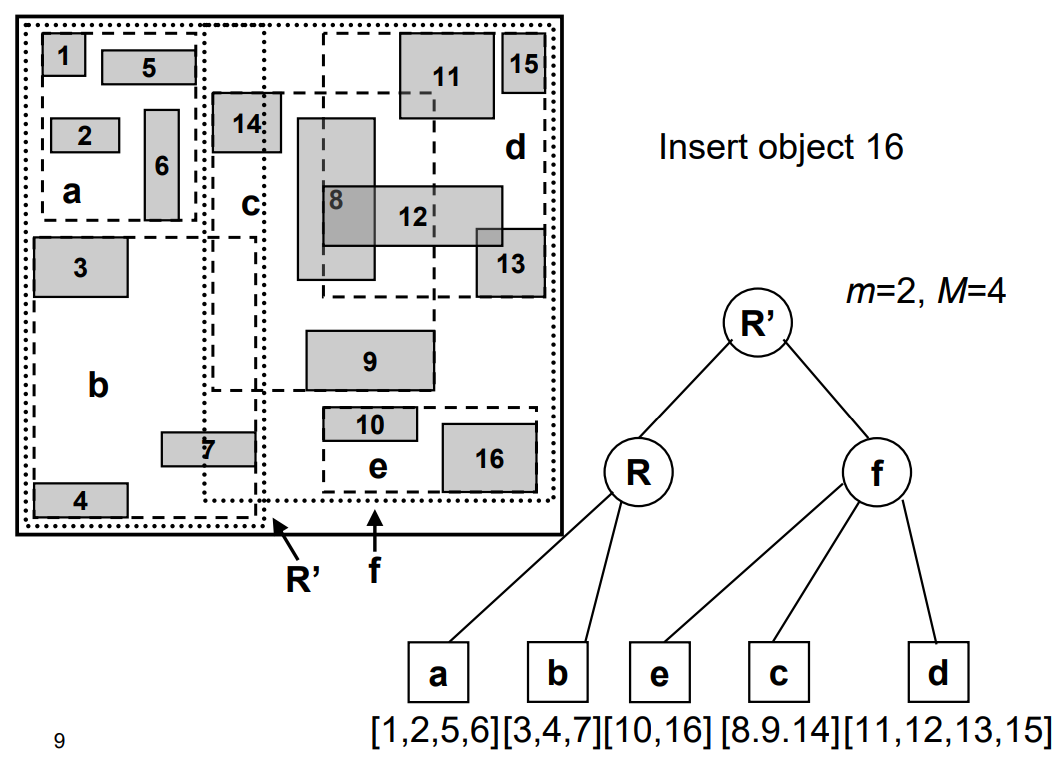 1
5
11
15
14
2
6
d
a
c
8
12
3
13
9
b
10
7
e
16
4
R’
f
Insert object 16
m=2, M=4
R’
R
f
a
b
e
c
d
[1,2,5,6][3,4,7][10,16] [8.9.14][11,12,13,15]
9